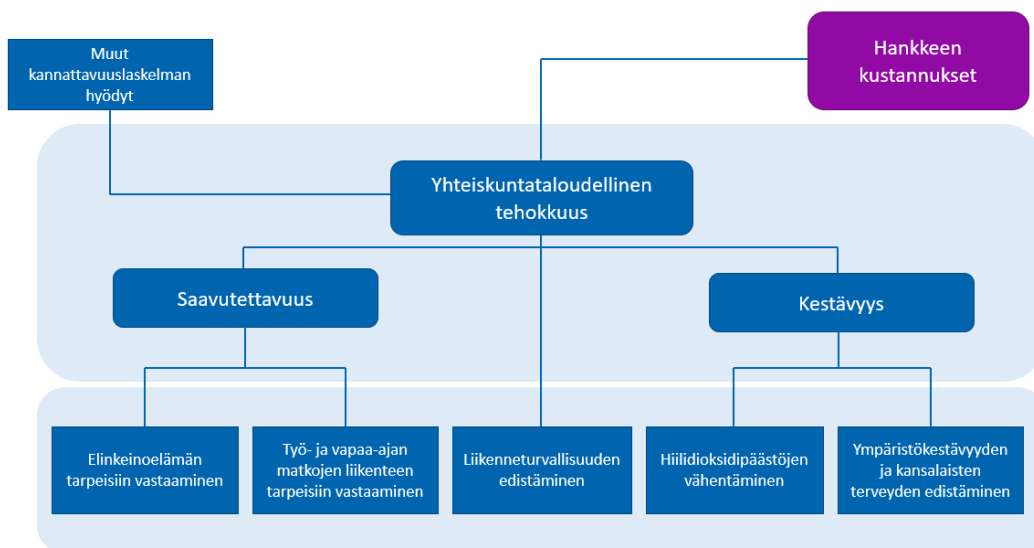 Muut
kannattavuuslaskelman
hyödyt
Hankkeen
kustannukset
Yhteiskuntataloudellinen
tehokkuus
Saavutettavuus
Kestävyys
Elinkeinoelämän
tarpeisiin vastaaminen
Työ- ja vapaa-ajan
matkojen liikenteen
tarpeisiin vastaaminen
Liikenneturvallisuuden
edistäminen
Hiilidioksidipäästöjen
vähentäminen
Ympäristökestävyyden
ja kansalaisten
terveyden edistäminen